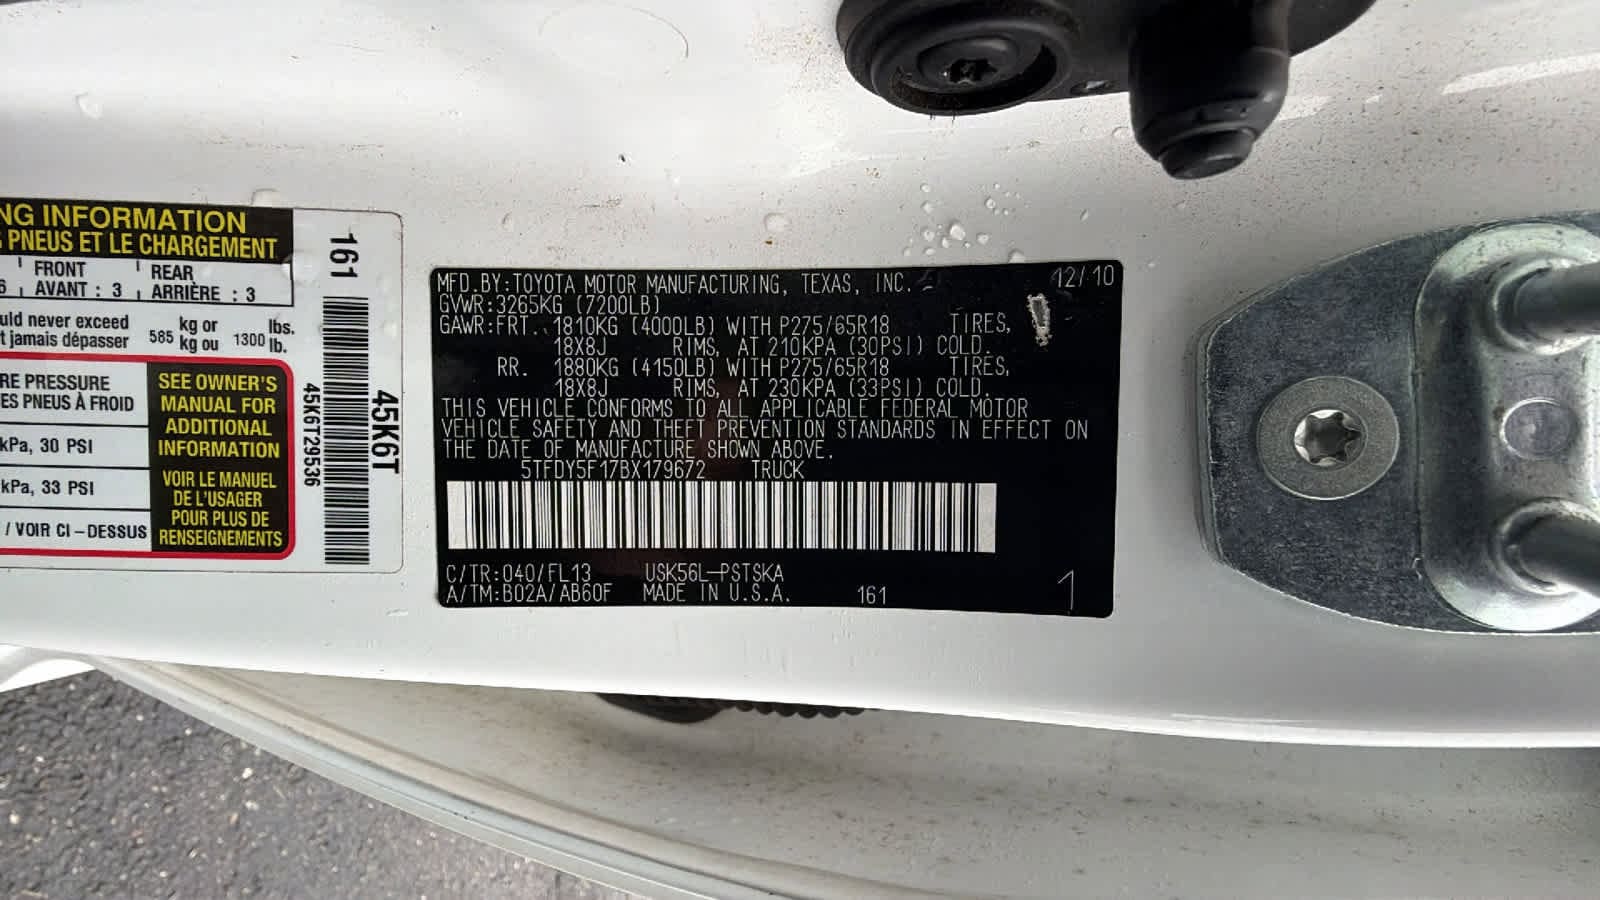 NG INFORMATION
PNEUS ET LE CHARGEMENT
FRONT REAR
AVANT : 3 ARRIÈRE : 3
uld never exceed 585 kg or 1300 lbs.
t jamais dépasser kg ou lb.
RE PRESSURE
ES PNEUS À FROID
kPa, 30 PSI
kPa, 33 PSI
/ VOIR CI-DESSUS
SEE OWNER'S
MANUAL FOR
ADDITIONAL
INFORMATION
VOIR LE MANUEL
DE L'USAGER
POUR PLUS DE
RENSEIGNEMENTS
161
45K6T29536
45K6T
MFD.BY:TOYOTA MOTOR MANUFACTURING, TEXAS, INC. 12/10
GVWR:3265KG (7200LB)
GAWR:FRT. 1810KG (4000LB) WITH P275/65R18 TIRES,
18X8J RIMS, AT 210KPA (30PSI) COLD.
RR. 1880KG (4150LB) WITH P275/65R18 TIRES,
18X8J RIMS, AT 230KPA (33PSI) COLD.
THIS VEHICLE CONFORMS TO ALL APPLICABLE FEDERAL MOTOR
VEHICLE SAFETY AND THEFT PREVENTION STANDARDS IN EFFECT ON
THE DATE OF MANUFACTURE SHOWN ABOVE.
5TFDY5F17BX179672 TRUCK
C/TR:040/FL13 USK56L-PSTSKA
A/TM:B02A/AB60F MADE IN U.S.A. 161 1